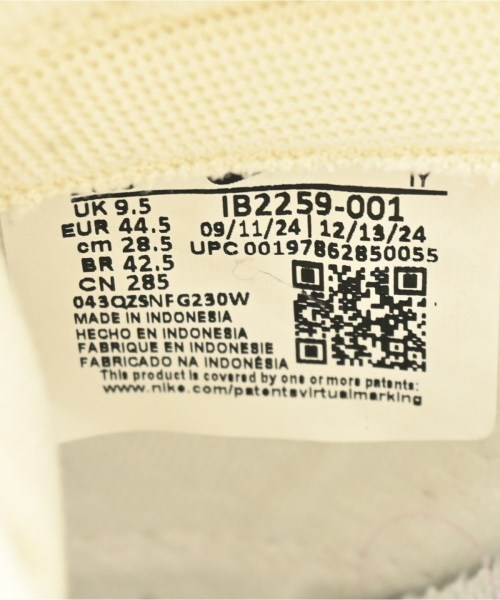 UK 9.5
EUR 44.5
cm 28.5
BR 42.5
CN 285
IB2259-001
09/11/24 | 12/13/24
UPC 00197862850055
043QZSNFG230W
MADE IN INDONESIA
HECHO EN INDONESIA
FABRIQUE EN INDONESIE
FABRICADO NA INDONÉSIA
This product is covered by one or more patents:
www.nike.com/patentsvirtualmarking